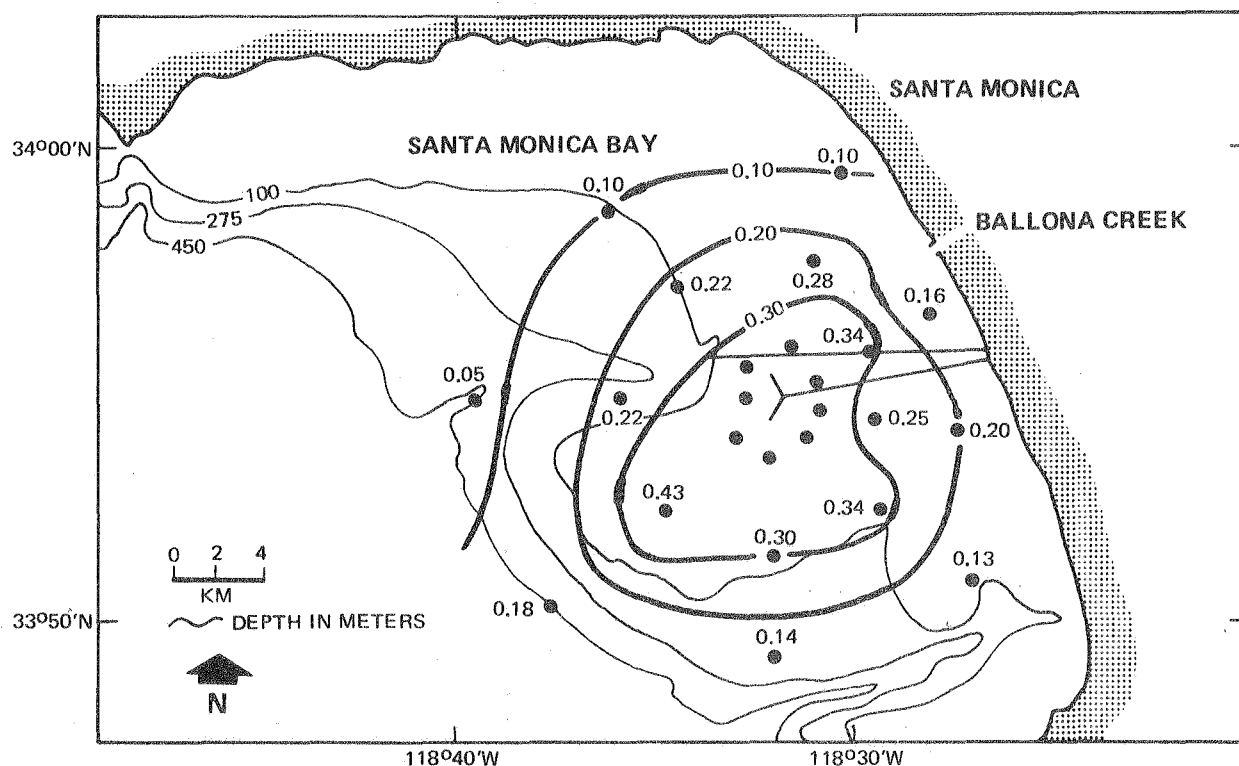 SANTA MONICA
34°00'N
SANTA MONICA BAY
0.10
0.10
0.10
100
275
450
BALLONA CREEK
0.20
0.22
0.28
0.16
0.30
0.34
0.05
0.22
0.25
0.20
0.43
0.34
0.30
0.13
0 2 4
KM
0.18
33°50'N
DEPTH IN METERS
0.14
N
118°40'W
118°30'W